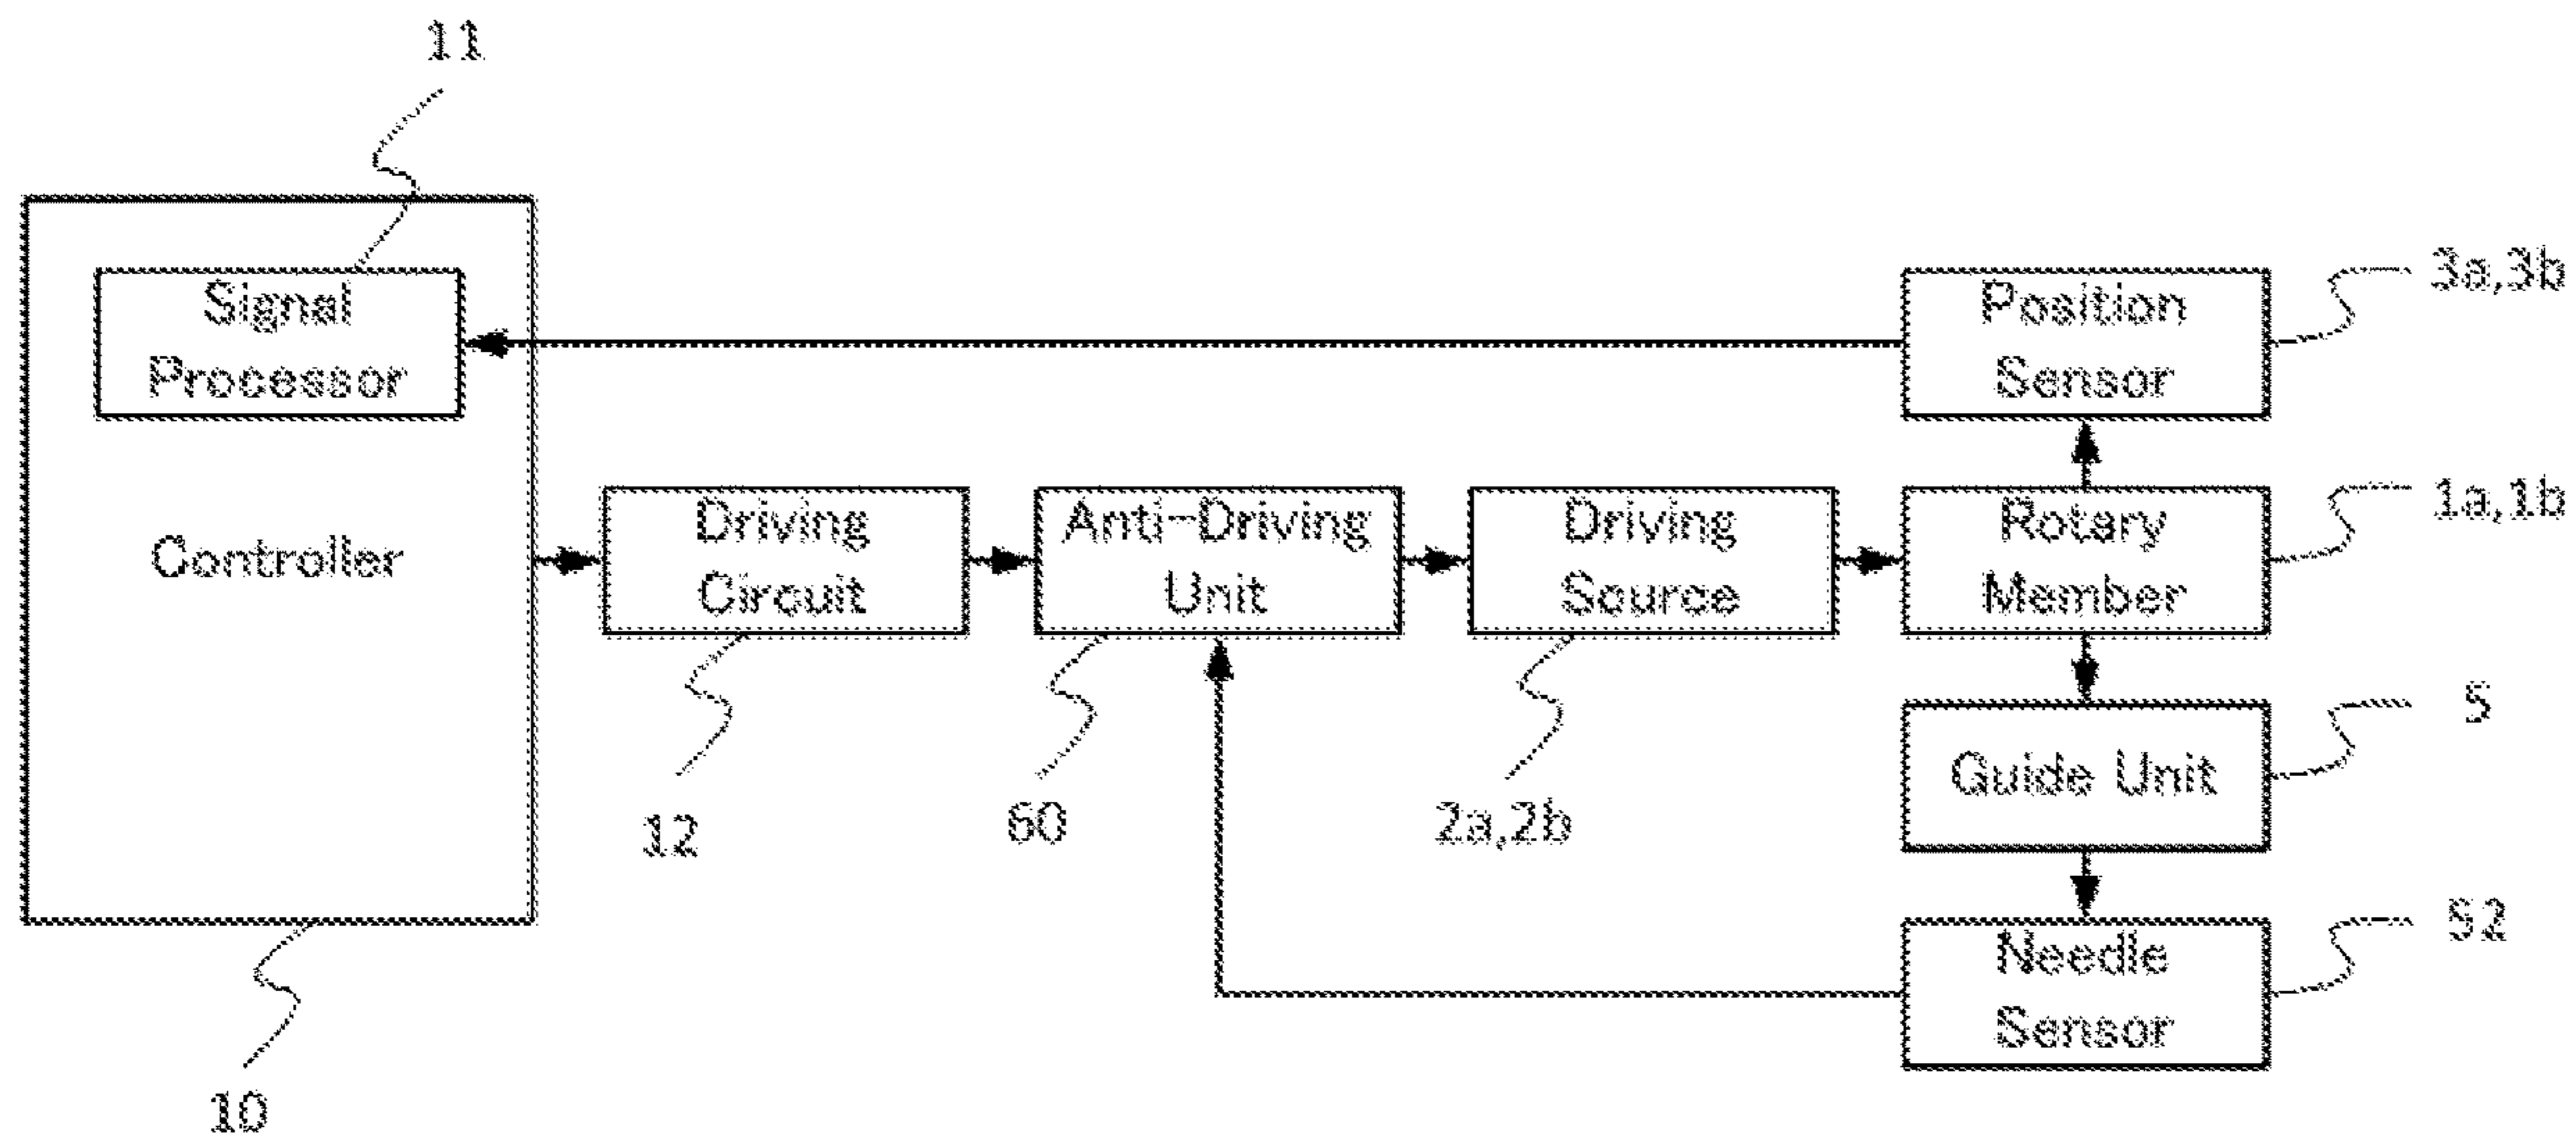 11
Signal
Processor
Controller
10
Driving
Circuit
12
Anti-Driving
Unit
60
Driving
Source
2a,2b
Position
Sensor
3a,3b
Rotary
Member
1a,1b
Guide Unit
5
Needle
Sensor
52